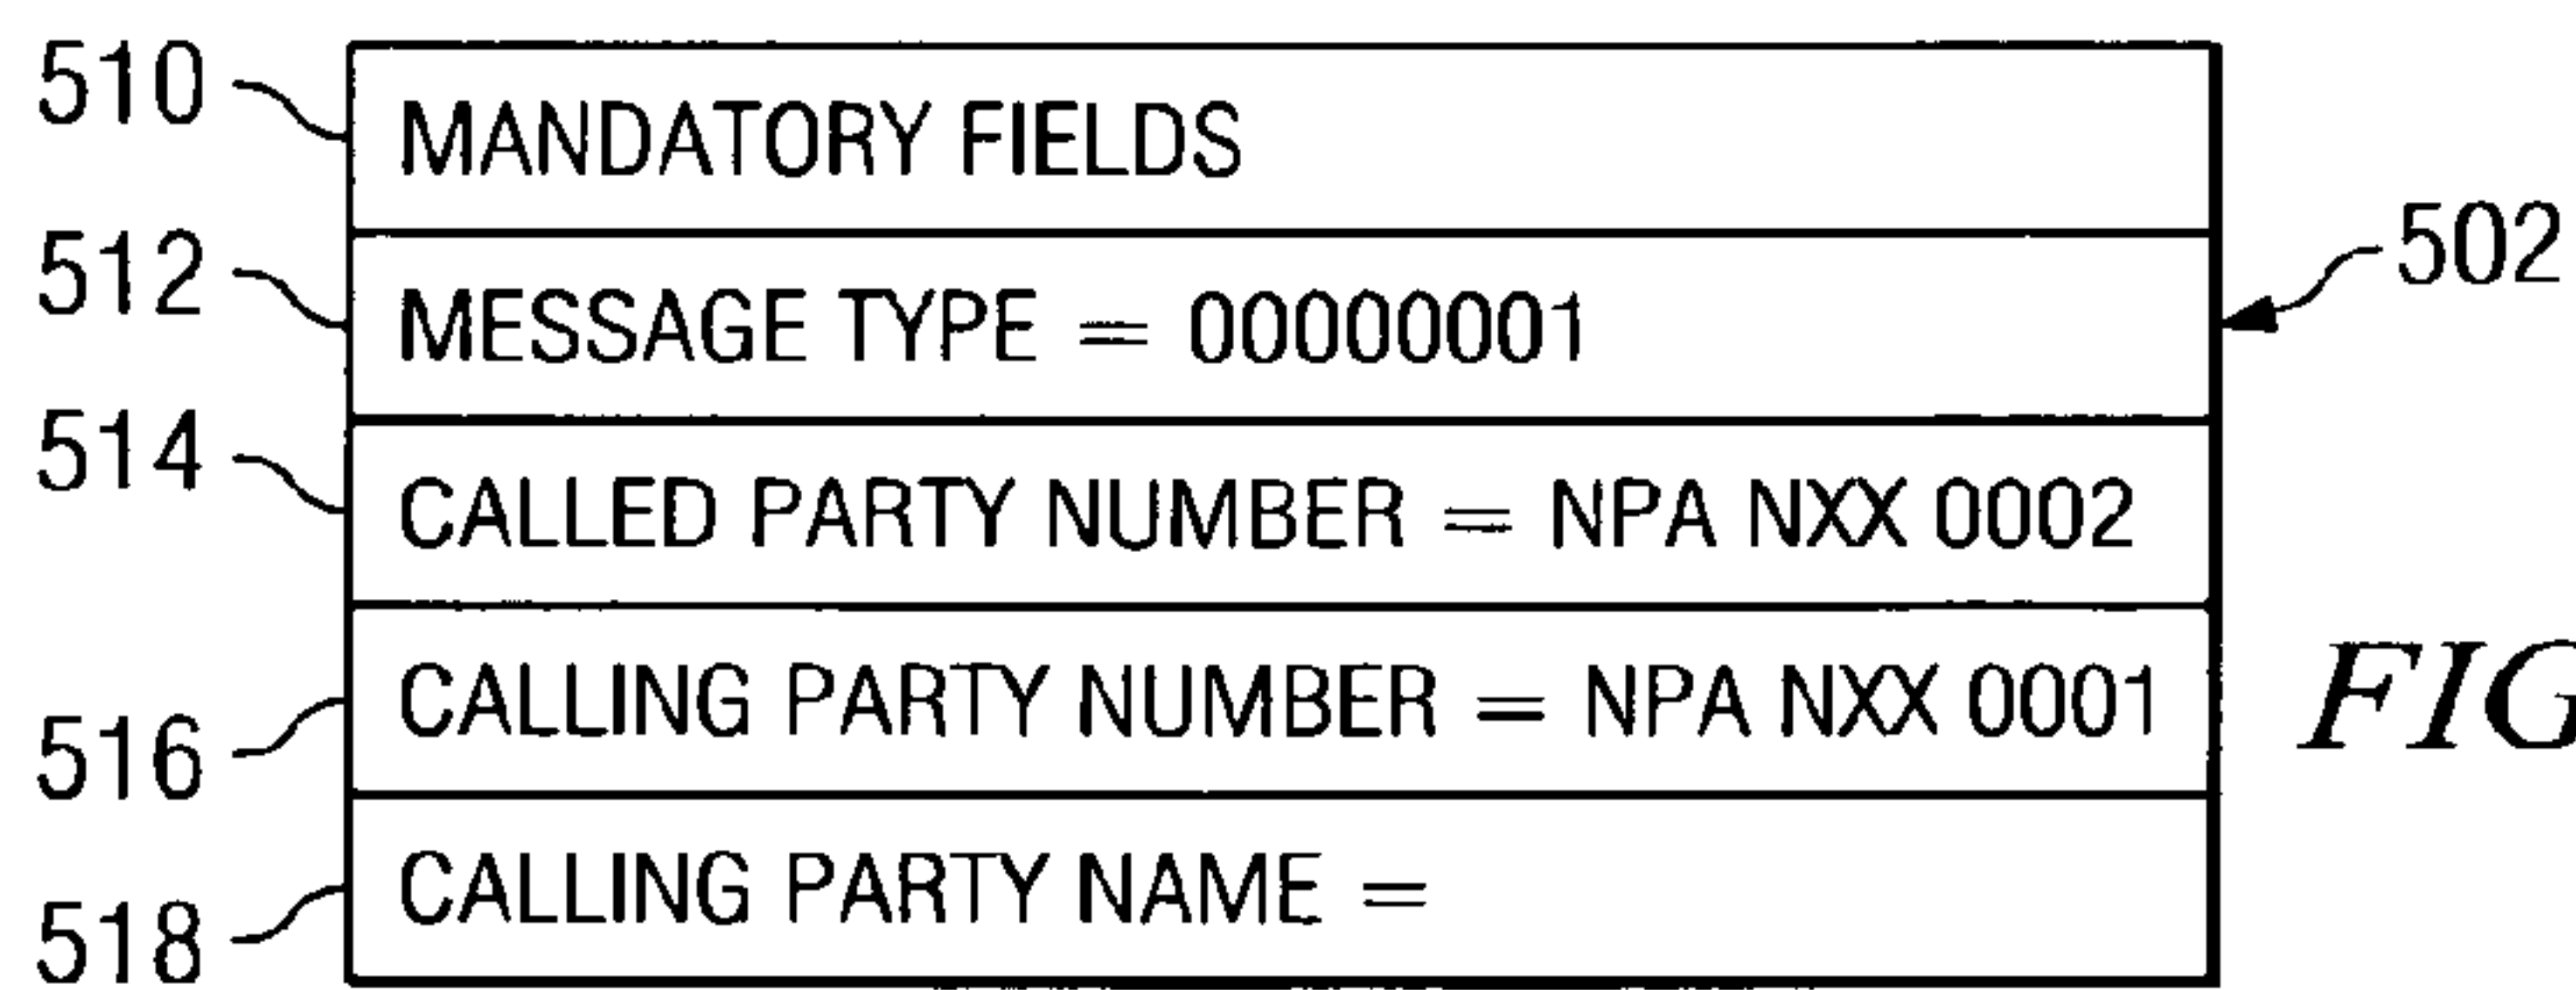 510 MANDATORY FIELDS
512 MESSAGE TYPE = 00000001 502
514 CALLED PARTY NUMBER = NPA NXX 0002
516 CALLING PARTY NUMBER = NPA NXX 0001 FIG
518 CALLING PARTY NAME =